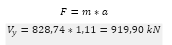 F = m * a
V_y = 828,74 * 1,11 = 919,90 kN